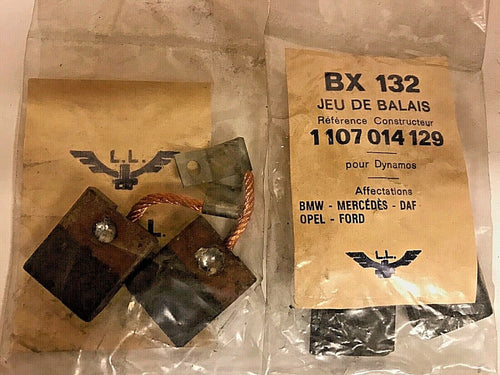 L.L.
L.
BX 132
JEU DE BALAIS
Référence Constructeur
1 107 014 129
pour Dynamos
Affectations
BMW - MERCÉDÈS - DAF
OPEL - FORD
L.L.